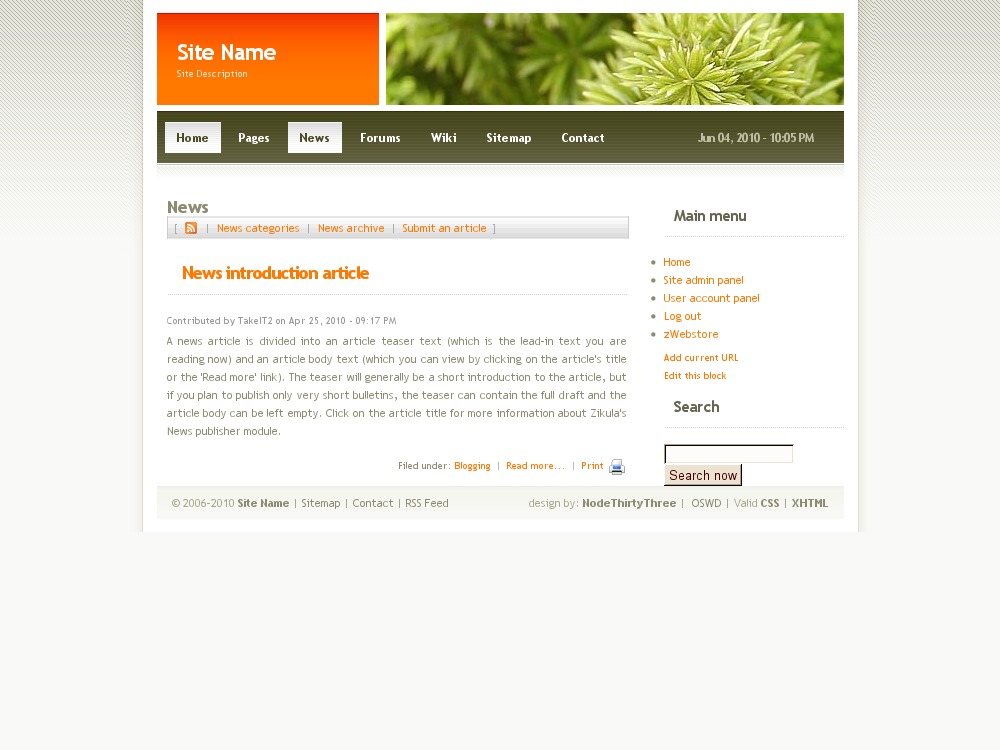 Site Name
Site Description
Home Pages News Forums Wiki Sitemap Contact Jun 04, 2010 - 10:05 PM
News
[ | News categories | News archive | Submit an article ]
News introduction article
Contributed by TakeIT2 on Apr 25, 2010 - 09:17 PM
A news article is divided into an article teaser text (which is the lead-in text you are
reading now) and an article body text (which you can view by clicking on the article's title
or the 'Read more' link). The teaser will generally be a short introduction to the article, but
if you plan to publish only very short bulletins, the teaser can contain the full draft and the
article body can be left empty. Click on the article title for more information about Zikula's
News publisher module.
Filed under: Blogging | Read more... | Print
Main menu
Home
Site admin panel
User account panel
Log out
zWebstore
Add current URL
Edit this block
Search
Search now
© 2006-2010 Site Name | Sitemap | Contact | RSS Feed
design by: NodeThirtyThree | OSWD | Valid CSS | XHTML